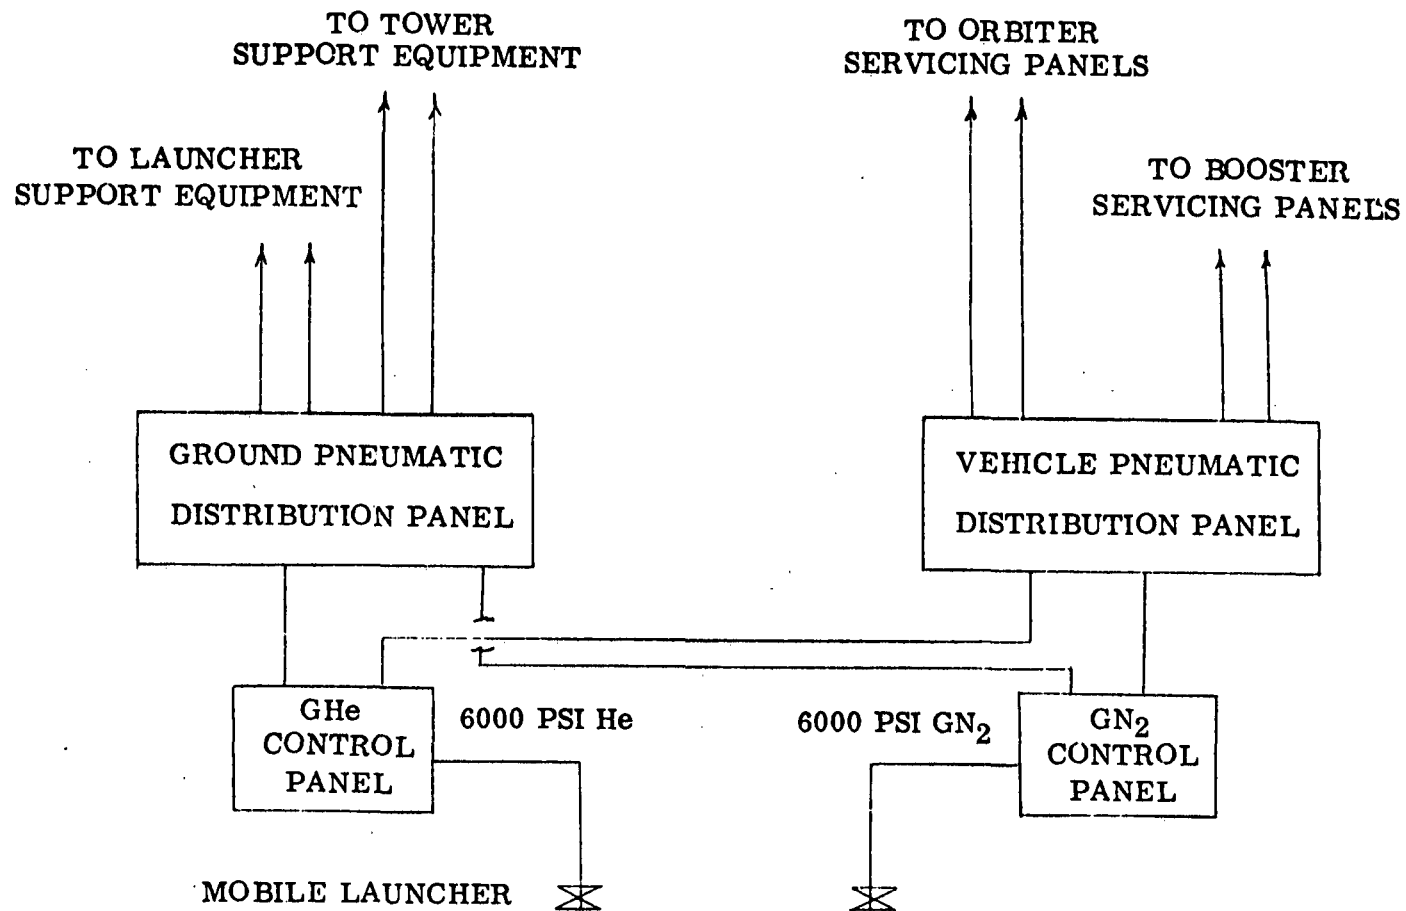 TO TOWER
SUPPORT EQUIPMENT
TO ORBITER
SERVICING PANELS
TO LAUNCHER
SUPPORT EQUIPMENT
TO BOOSTER
SERVICING PANELS
GROUND PNEUMATIC
DISTRIBUTION PANEL
VEHICLE PNEUMATIC
DISTRIBUTION PANEL
GHe
CONTROL
PANEL
6000 PSI He
6000 PSI GN₂
GN₂
CONTROL
PANEL
MOBILE LAUNCHER